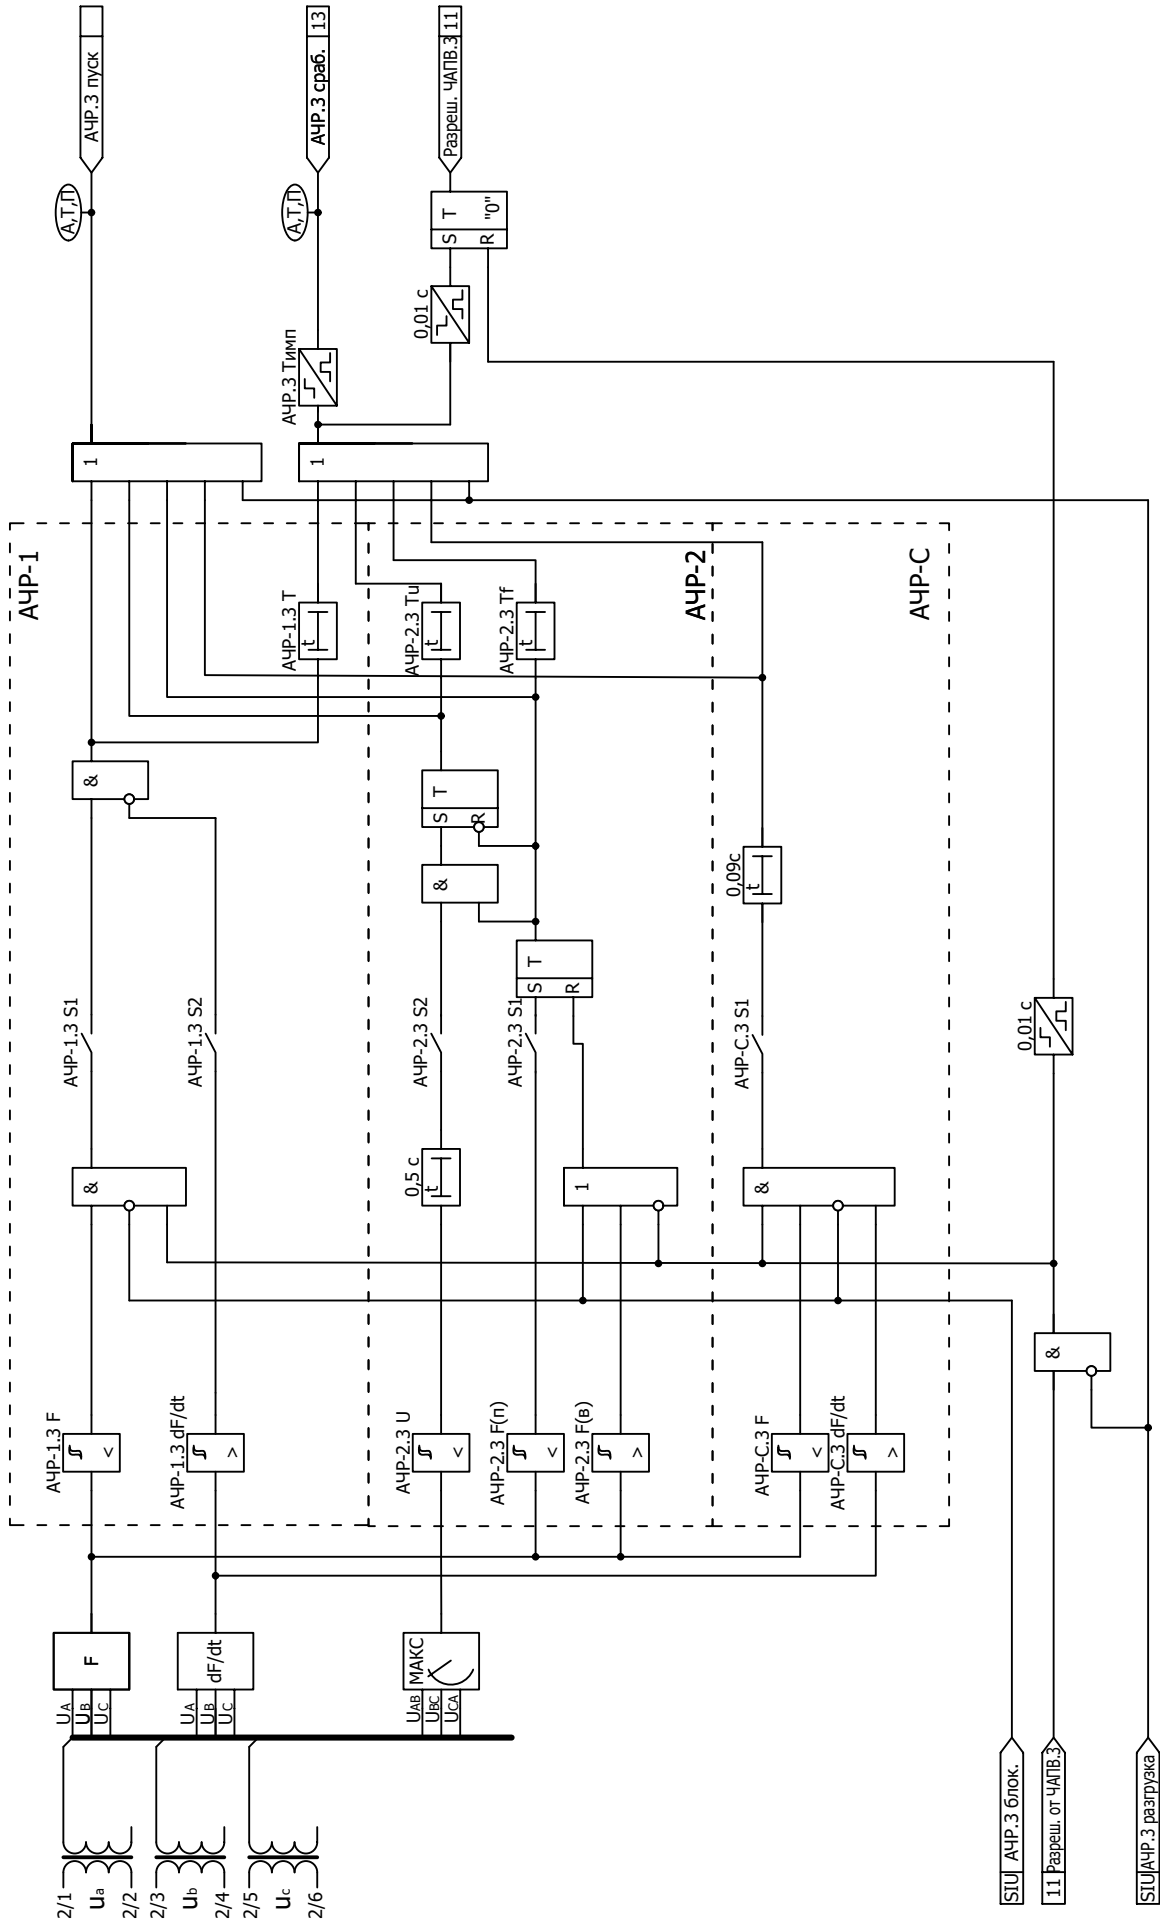 2/1
ua
2/2
2/3
ub
2/4
2/5
uc
2/6
UA
UB
UC
F
UA
UB
UC
dF/dt
UAB
UBC
UCA
МАКС
АЧР-1
АЧР-1.3 F
<
АЧР-1.3 dF/dt
>
&
АЧР-1.3 S1
АЧР-1.3 S2
&
АЧР-1.3 T
t
АЧР-2
АЧР-2.3 U
<
АЧР-2.3 F(п)
<
АЧР-2.3 F(в)
>
0,5 с
t
1
АЧР-2.3 S2
АЧР-2.3 S1
S
R
T
&
S
R
T
АЧР-2.3 Tu
t
АЧР-2.3 Tf
t
АЧР-С
АЧР-С.3 F
<
АЧР-С.3 dF/dt
>
&
АЧР-С.3 S1
0,09с
t
1
1
АЧР.3 Тимп
0,01 с
S
R
T
"0"
А,Т,П
АЧР.3 пуск
А,Т,П
АЧР.3 сраб. 13
Разреш. ЧАПВ.3 11
SIU АЧР.3 блок.
11 Разреш. от ЧАПВ.3
SIU АЧР.3 разгрузка
&
0,01 с